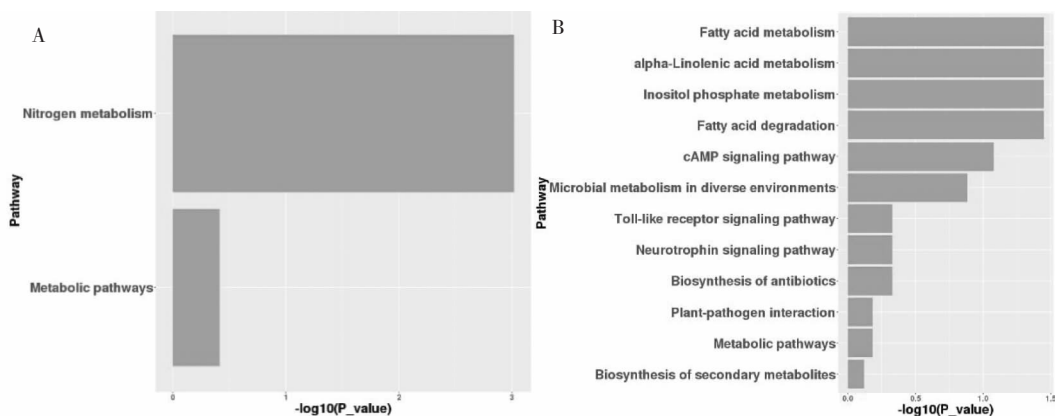 A
Pathway
Nitrogen metabolism
Metabolic pathways
0 1 2 3
-log10(P_value)
B
Pathway
Fatty acid metabolism
alpha-Linolenic acid metabolism
Inositol phosphate metabolism
Fatty acid degradation
cAMP signaling pathway
Microbial metabolism in diverse environments
Toll-like receptor signaling pathway
Neurotrophin signaling pathway
Biosynthesis of antibiotics
Plant-pathogen interaction
Metabolic pathways
Biosynthesis of secondary metabolites
0.0 0.5 1.0 1.5
-log10(P_value)